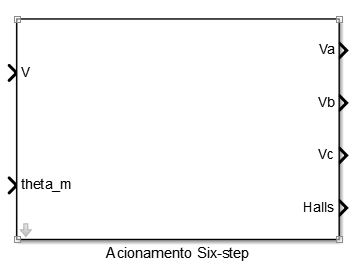 V
theta_m
Va
Vb
Vc
Halls
Acionamento Six-step